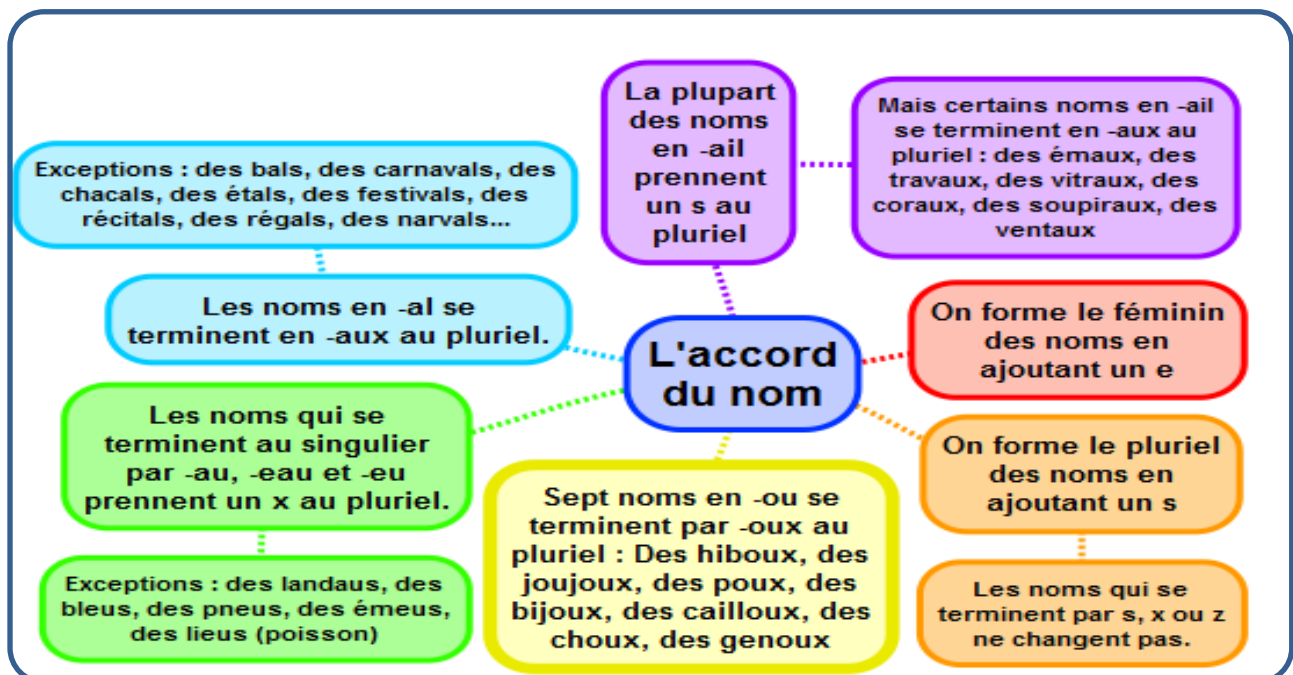 L'accord
du nom
La plupart
des noms
en -ail
prennent
un s au
pluriel
Mais certains noms en -ail
se terminent en -aux au
pluriel : des émaux, des
travaux, des vitraux, des
coraux, des soupiraux, des
ventaux
On forme le féminin
des noms en
ajoutant un e
On forme le pluriel
des noms en
ajoutant un s
Les noms qui se
terminent par s, x ou z
ne changent pas.
Sept noms en -ou se
terminent par -oux au
pluriel : Des hiboux, des
joujoux, des poux, des
bijoux, des cailloux, des
choux, des genoux
Les noms qui se
terminent au singulier
par -au, -eau et -eu
prennent un x au pluriel.
Exceptions : des landaus, des
bleus, des pneus, des émeus,
des lieus (poisson)
Les noms en -al se
terminent en -aux au pluriel.
Exceptions : des bals, des carnavals, des
chacals, des étals, des festivals, des
récitals, des régals, des narvals...